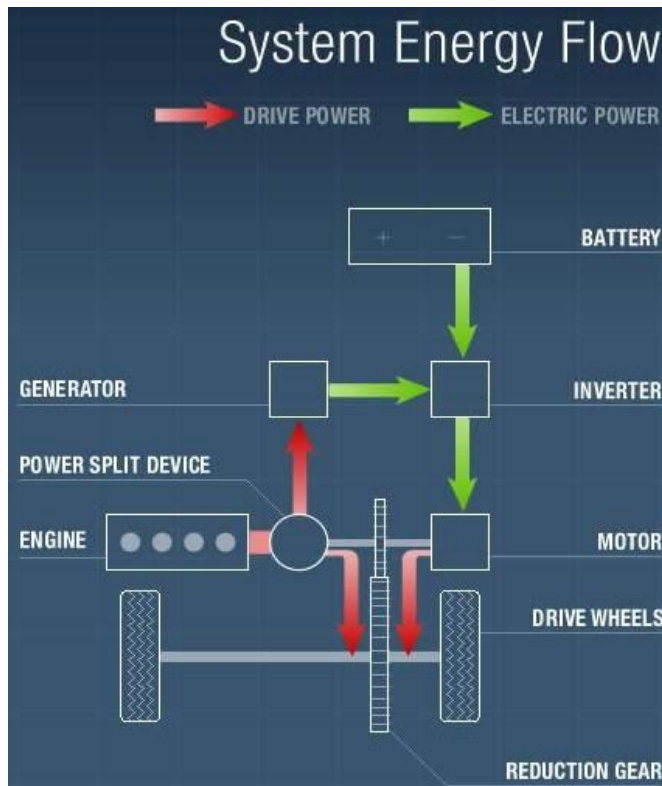 System Energy Flow
DRIVE POWER
ELECTRIC POWER
+ −
BATTERY
GENERATOR
INVERTER
POWER SPLIT DEVICE
ENGINE
MOTOR
DRIVE WHEELS
REDUCTION GEAR